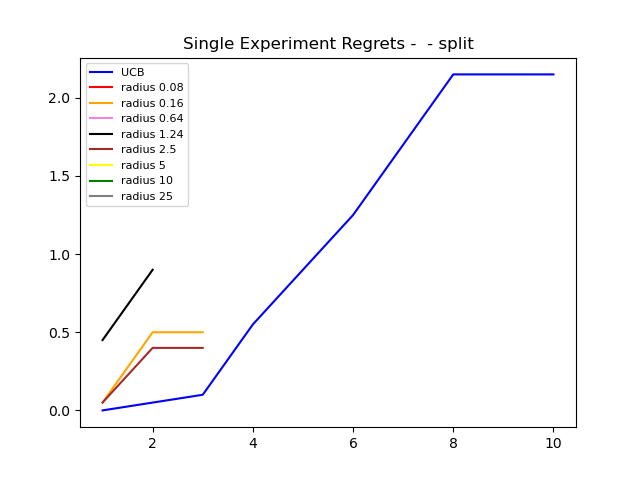 Single Experiment Regrets -  - split
UCB
radius 0.08
radius 0.16
radius 0.64
radius 1.24
radius 2.5
radius 5
radius 10
radius 25
2.0
1.5
1.0
0.5
0.0
2 4 6 8 10